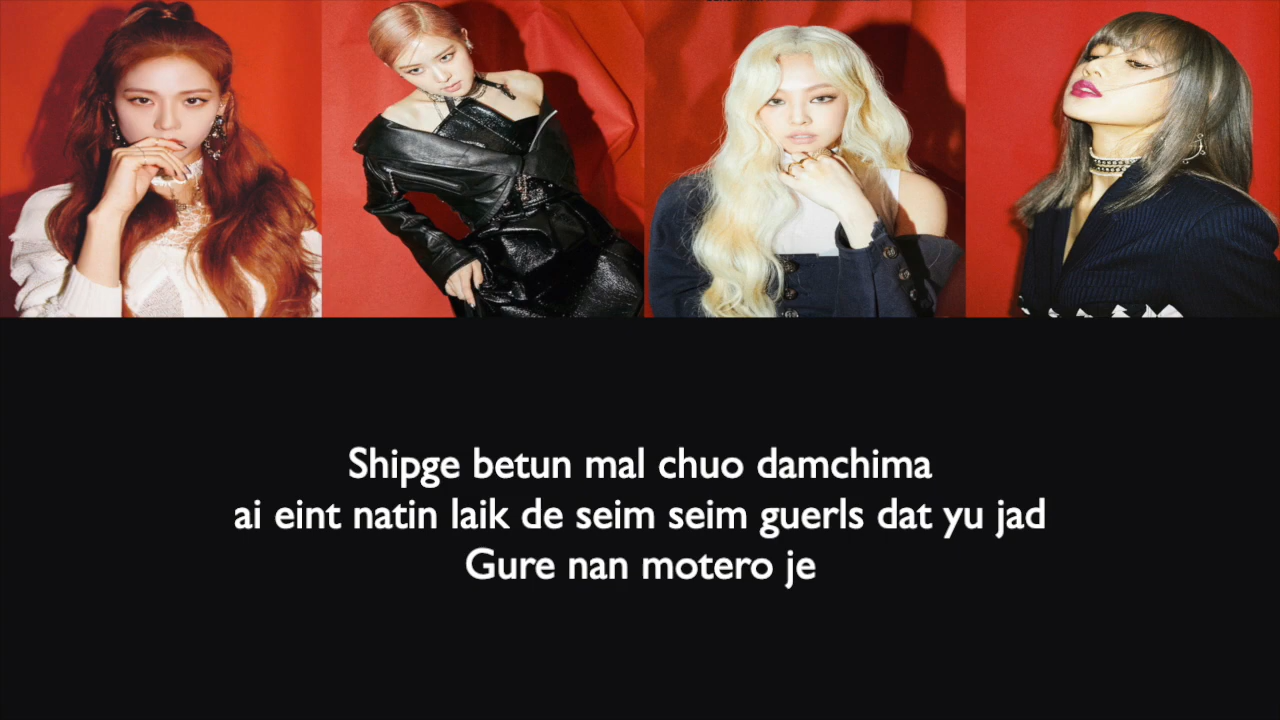 Shipge betun mal chuo damchima
ai eint natin laik de seim seim guerls dat yu jad
Gure nan motero je